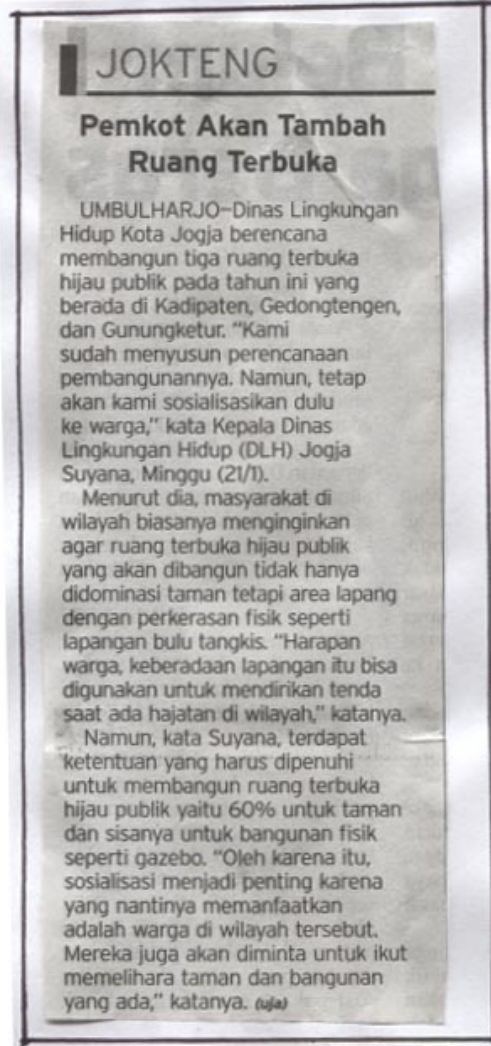 JOKTENG
Pemkot Akan Tambah
Ruang Terbuka
UMBULHARJO—Dinas Lingkungan
Hidup Kota Jogja berencana
membangun tiga ruang terbuka
hijau publik pada tahun ini yang
berada di Kadipaten, Gedongtengen,
dan Gunungketur. "Kami
sudah menyusun perencanaan
pembangunannya. Namun, tetap
akan kami sosialisasikan dulu
ke warga," kata Kepala Dinas
Lingkungan Hidup (DLH) Jogja
Suyana, Minggu (21/1).
Menurut dia, masyarakat di
wilayah biasanya menginginkan
agar ruang terbuka hijau publik
yang akan dibangun tidak hanya
didominasi taman tetapi area lapang
dengan perkerasan fisik seperti
lapangan bulu tangkis. "Harapan
warga, keberadaan lapangan itu bisa
digunakan untuk mendirikan tenda
saat ada hajatan di wilayah," katanya.
Namun, kata Suyana, terdapat
ketentuan yang harus dipenuhi
untuk membangun ruang terbuka
hijau publik yaitu 60% untuk taman
dan sisanya untuk bangunan fisik
seperti gazebo. "Oleh karena itu,
sosialisasi menjadi penting karena
yang nantinya memanfaatkan
adalah warga di wilayah tersebut.
Mereka juga akan diminta untuk ikut
memelihara taman dan bangunan
yang ada," katanya. (uja)